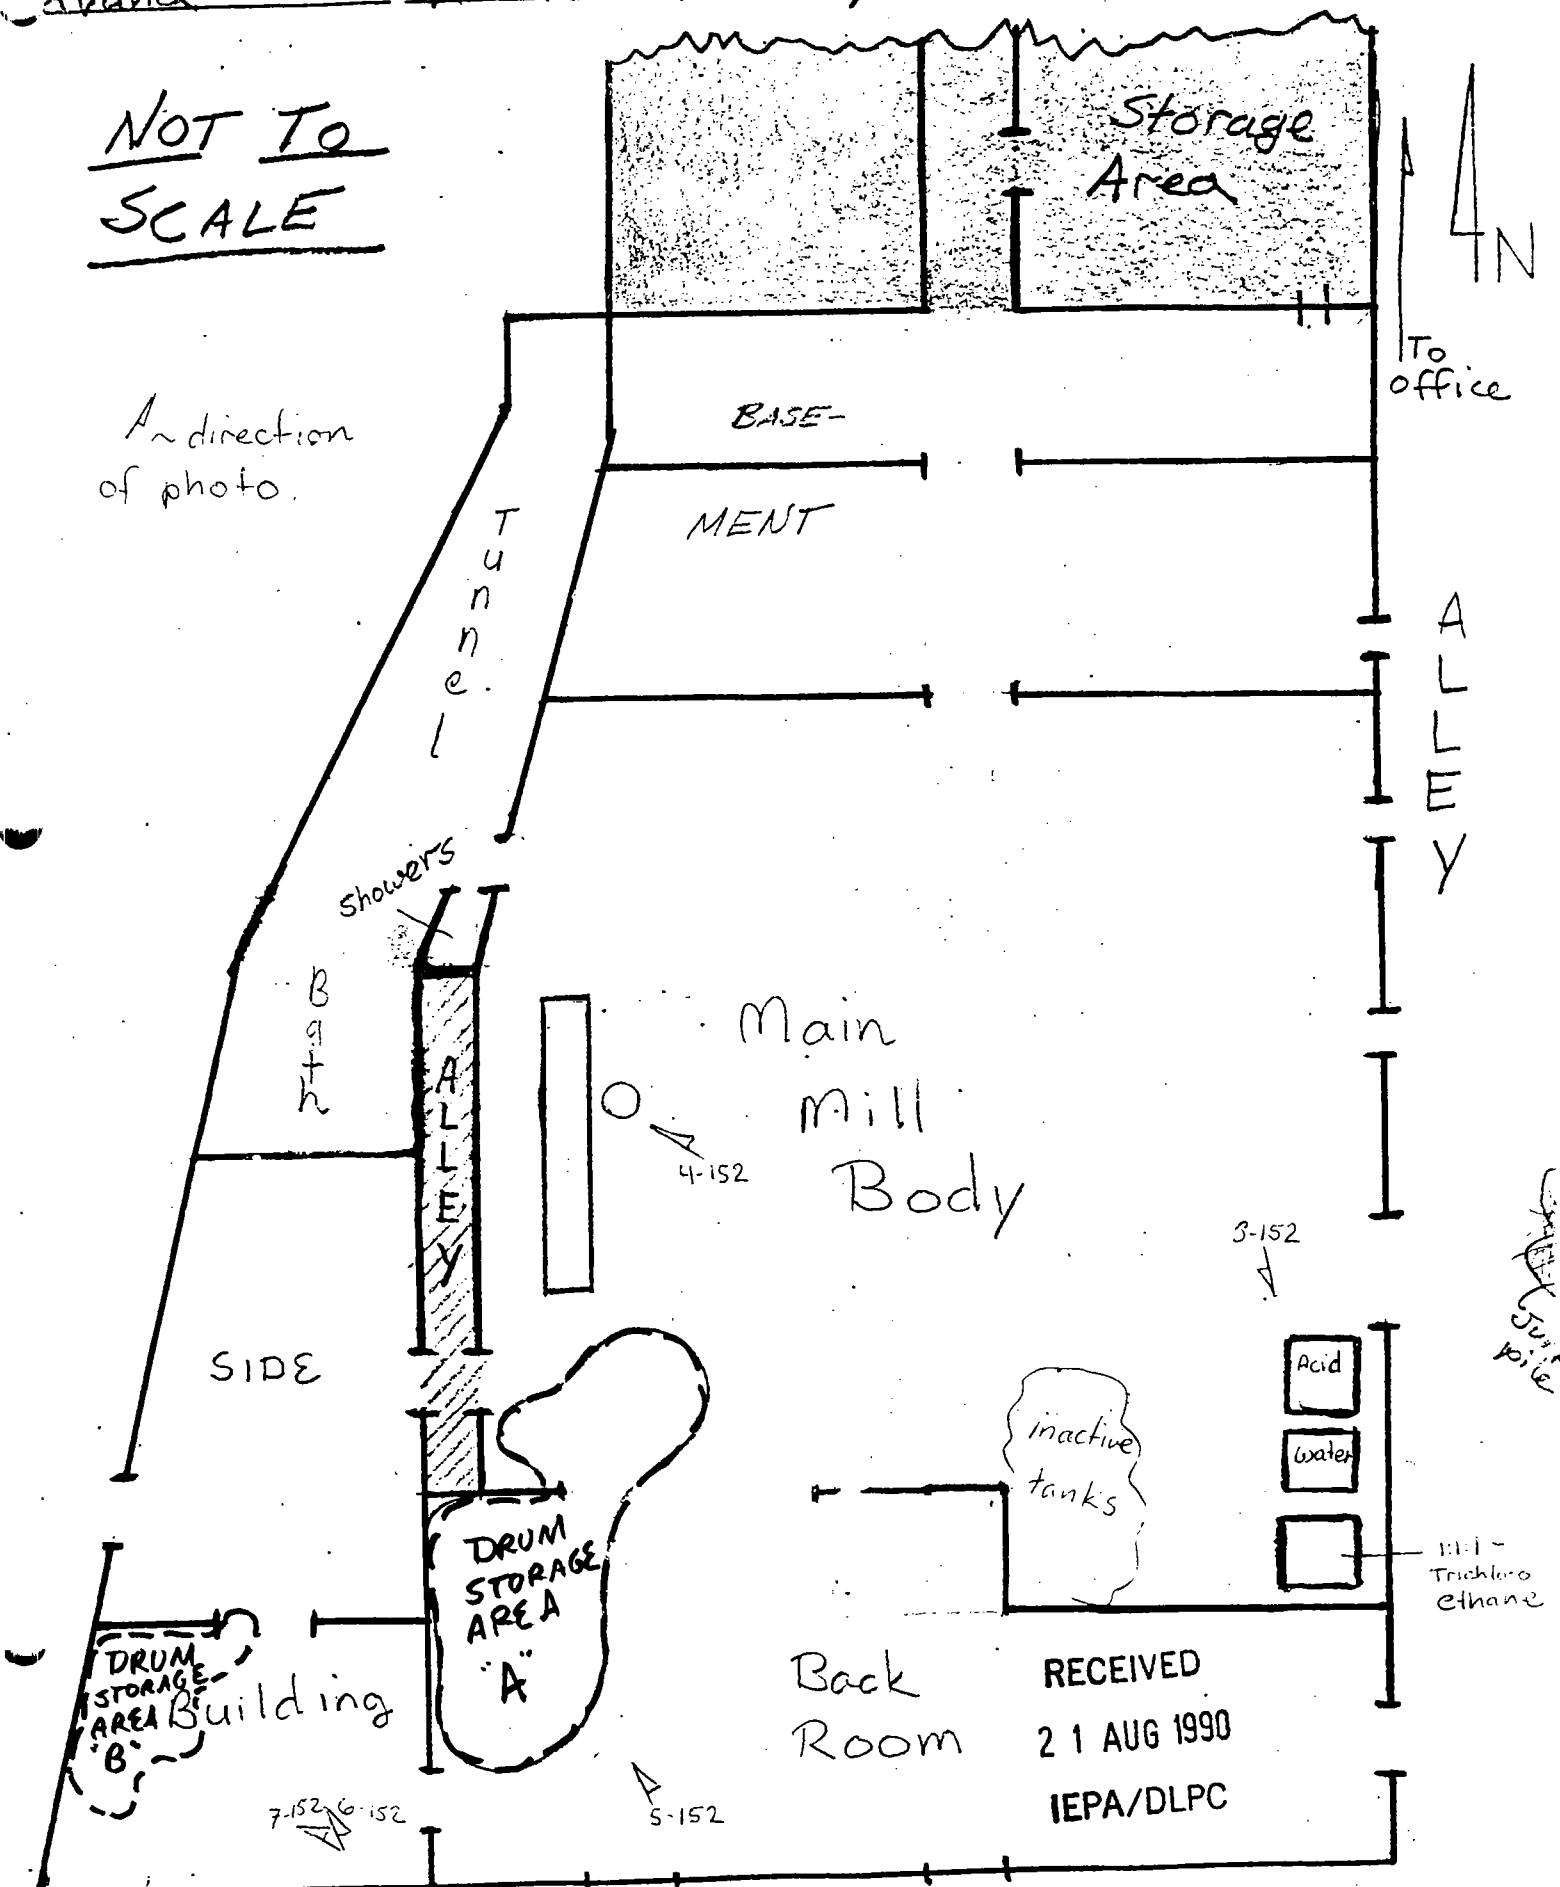 NOT TO
SCALE
Storage
Area
N
To
office
direction
of photo.
BASE-
MENT
Tunnel
ALLEY
showers
Bath
ALLEY
Main
Mill
Body
4-152
3-152
SIDE
Acid
water
inactive
tanks
1:1:1-
Trichloro
ethane
DRUM
STORAGE
AREA
"A"
DRUM
STORAGE
AREA
"B"
Building
Back
Room
RECEIVED
21 AUG 1990
IEPA/DLPC
7-152 6-152
5-152